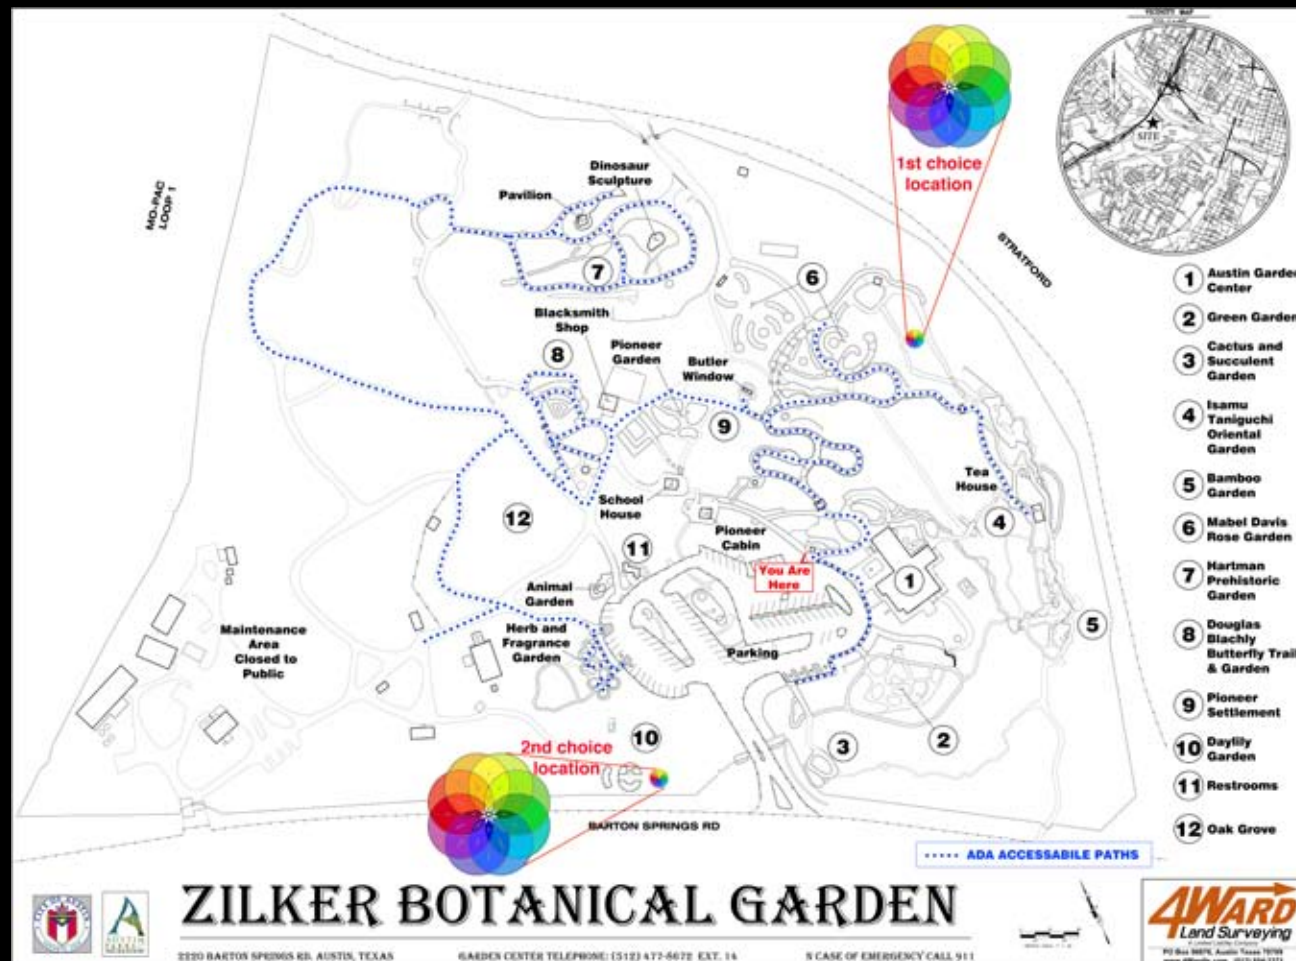 VICINITY MAP
SITE
1st choice
location
MO-PAC
LOOP 1
STRATFORD
Dinosaur
Sculpture
Pavilion
7
6
Blacksmith
Shop
8
Pioneer
Garden
Butler
Window
9
Tea
House
4
School
House
12
Pioneer
Cabin
11
You Are
Here
1
Animal
Garden
5
Herb and
Fragrance
Garden
Maintenance
Area
Closed to
Public
Parking
10
3
2
2nd choice
location
BARTON SPRINGS RD
1 Austin Garden
Center
2 Green Garden
3 Cactus and
Succulent
Garden
4 Isamu
Taniguchi
Oriental
Garden
5 Bamboo
Garden
6 Mabel Davis
Rose Garden
7 Hartman
Prehistoric
Garden
8 Douglas
Blachly
Butterfly Trail
& Garden
9 Pioneer
Settlement
10 Daylily
Garden
11 Restrooms
12 Oak Grove
ADA ACCESSABILE PATHS
ZILKER BOTANICAL GARDEN
2220 BARTON SPRINGS RD. AUSTIN, TEXAS
GARDEN CENTER TELEPHONE: (512) 477-8672 EXT. 14
N CASE OF EMERGENCY CALL 911
4WARD
Land Surveying
A Limited Liability Company